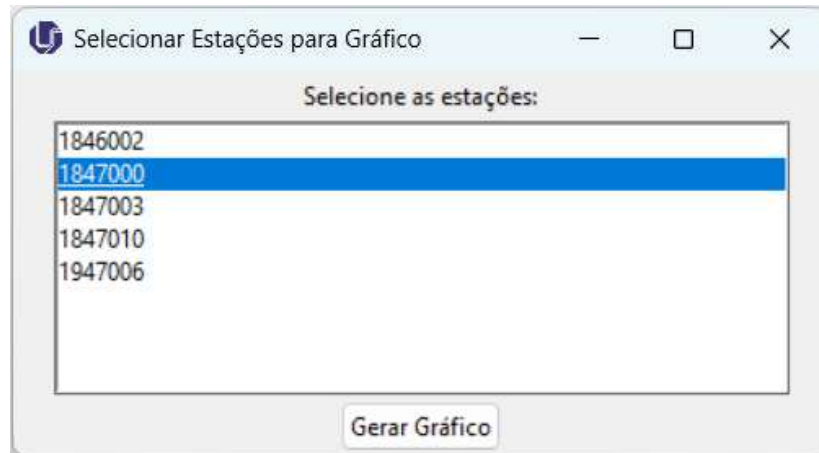 Selecionar Estações para Gráfico
Selecione as estações:
1846002
1847000
1847003
1847010
1947006
Gerar Gráfico